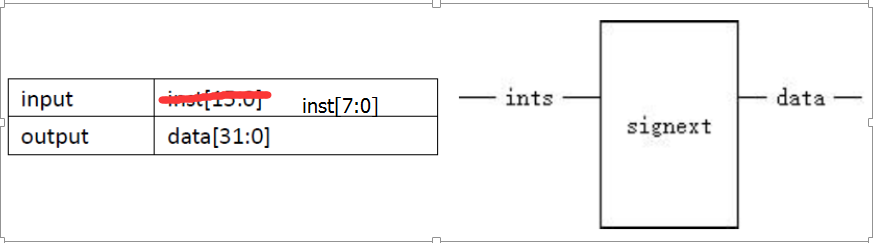 input inst[15:0] inst[7:0]
output data[31:0]
ints signext data